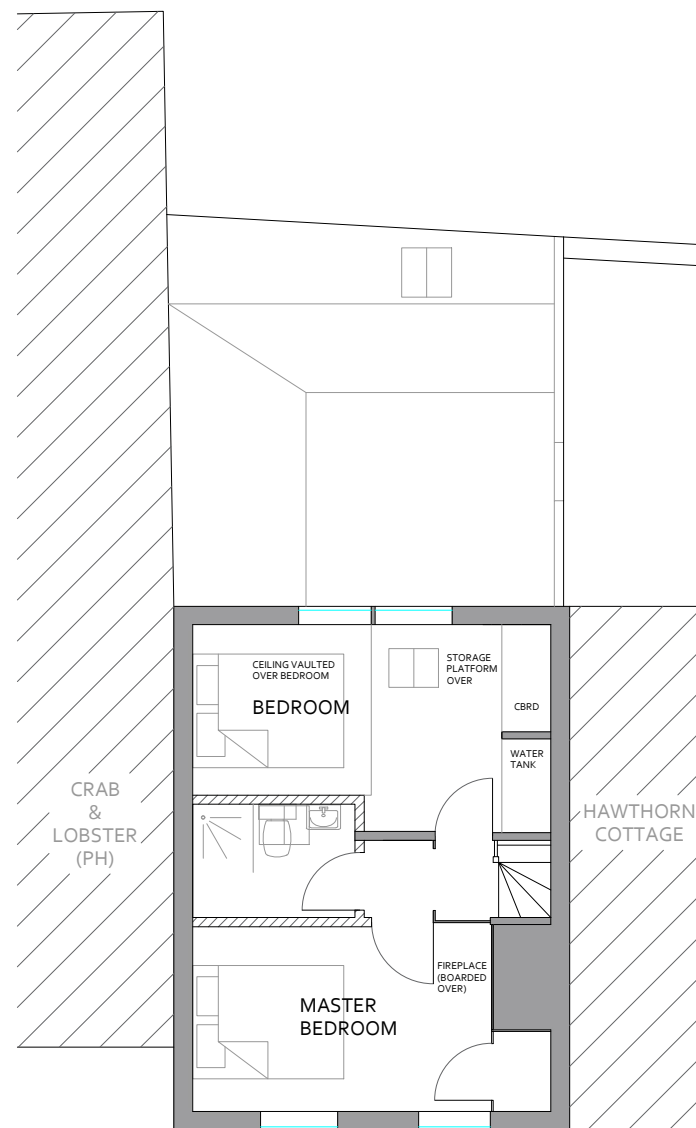 CEILING VAULTED
OVER BEDROOM
BEDROOM
STORAGE
PLATFORM
OVER
CBRD
WATER
TANK
CRAB
&
LOBSTER
(PH)
HAWTHORN
COTTAGE
FIREPLACE
(BOARDED
OVER)
MASTER
BEDROOM